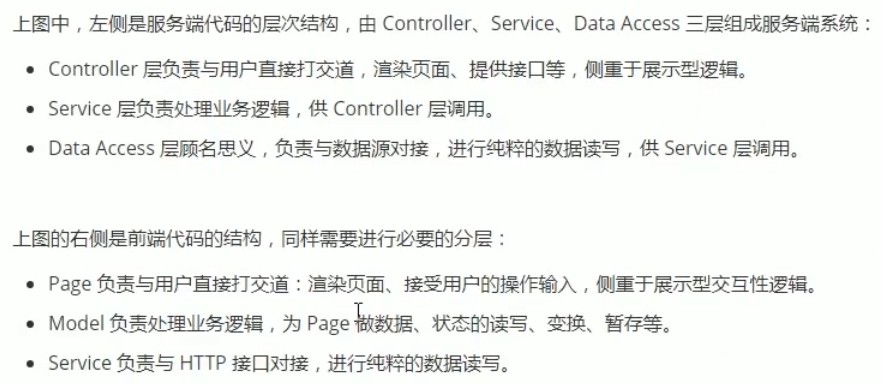 上图中，左侧是服务端代码的层次结构，由 Controller、Service、Data Access 三层组成服务端系统：
• Controller 层负责与用户直接打交道，渲染页面、提供接口等，侧重于展示型逻辑。
• Service 层负责处理业务逻辑，供 Controller 层调用。
• Data Access 层顾名思义，负责与数据源对接，进行纯粹的数据读写，供 Service 层调用。
上图的右侧是前端代码的结构，同样需要进行必要的分层：
• Page 负责与用户直接打交道：渲染页面、接受用户的操作输入，侧重于展示型交互性逻辑。
• Model 负责处理业务逻辑，为 Page 做数据、状态的读写、变换、暂存等。
• Service 负责与 HTTP 接口对接，进行纯粹的数据读写。